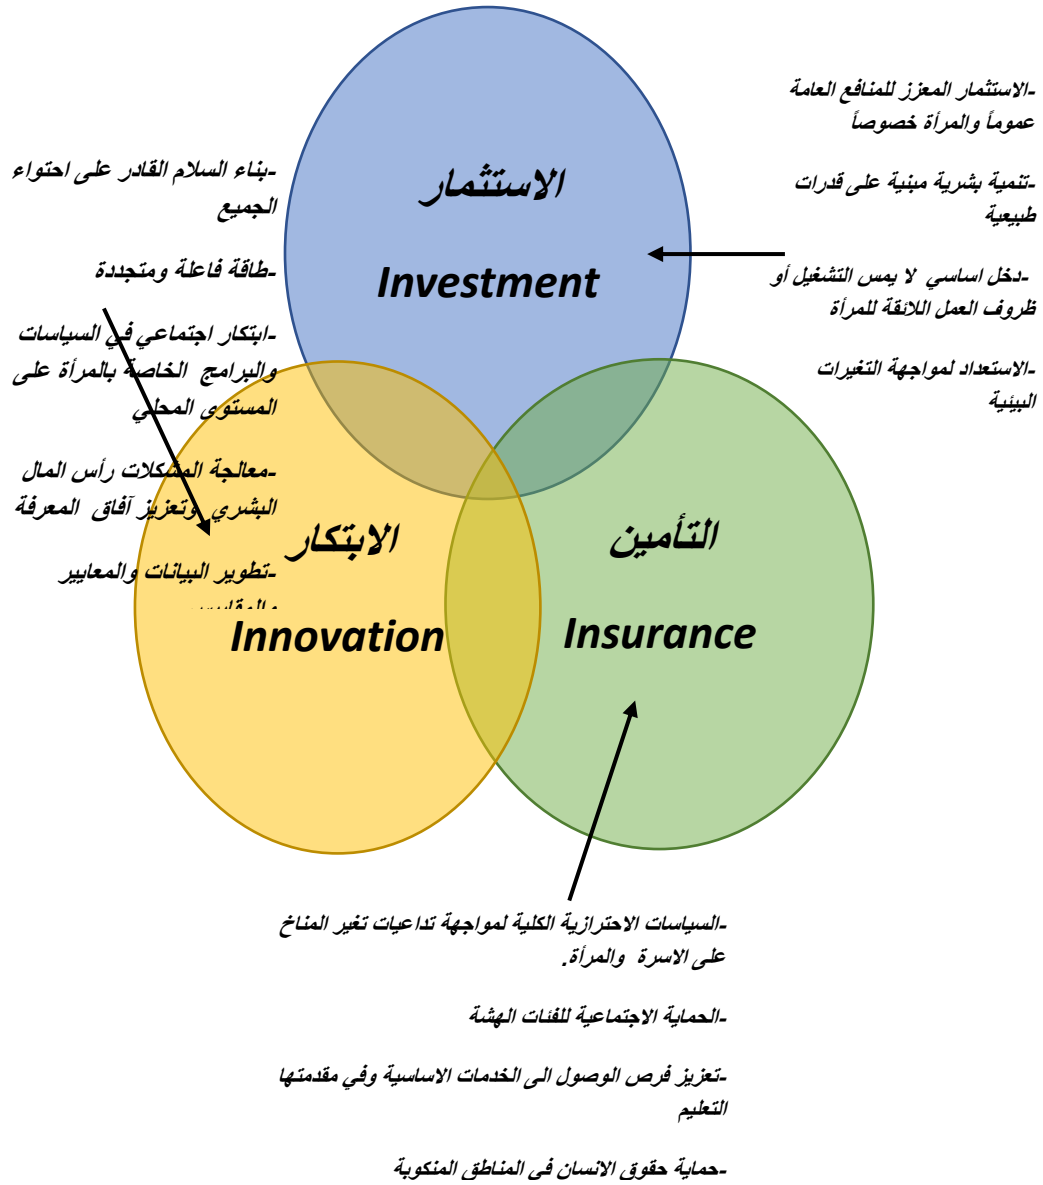 الاستثمار
Investment
-الاستثمار المعزز للمنافع العامة
عموماً والمرأة خصوصاً
-تنمية بشرية مبنية على قدرات
طبيعية
-دخل اساسي لا يمس التشغيل أو
ظروف العمل اللائقة للمرأة
-الاستعداد لمواجهة التغيرات
البيئية
-بناء السلام القادر على احتواء
الجميع
-طاقة فاعلة ومتجددة
-ابتكار اجتماعي في السياسات
والبرامج الخاصة بالمرأة على
المستوى المحلي
-معالجة المشكلات رأس المال
البشري وتعزيز آفاق المعرفة
-تطوير البيانات والمعايير
الابتكار
Innovation
التأمين
Insurance
-السياسات الاحترازية الكلية لمواجهة تداعيات تغير المناخ
على الاسرة والمرأة.
-الحماية الاجتماعية للفئات الهشة
-تعزيز فرص الوصول الى الخدمات الاساسية وفي مقدمتها
التعليم
-حماية حقوق الانسان في المناطق المنكوبة